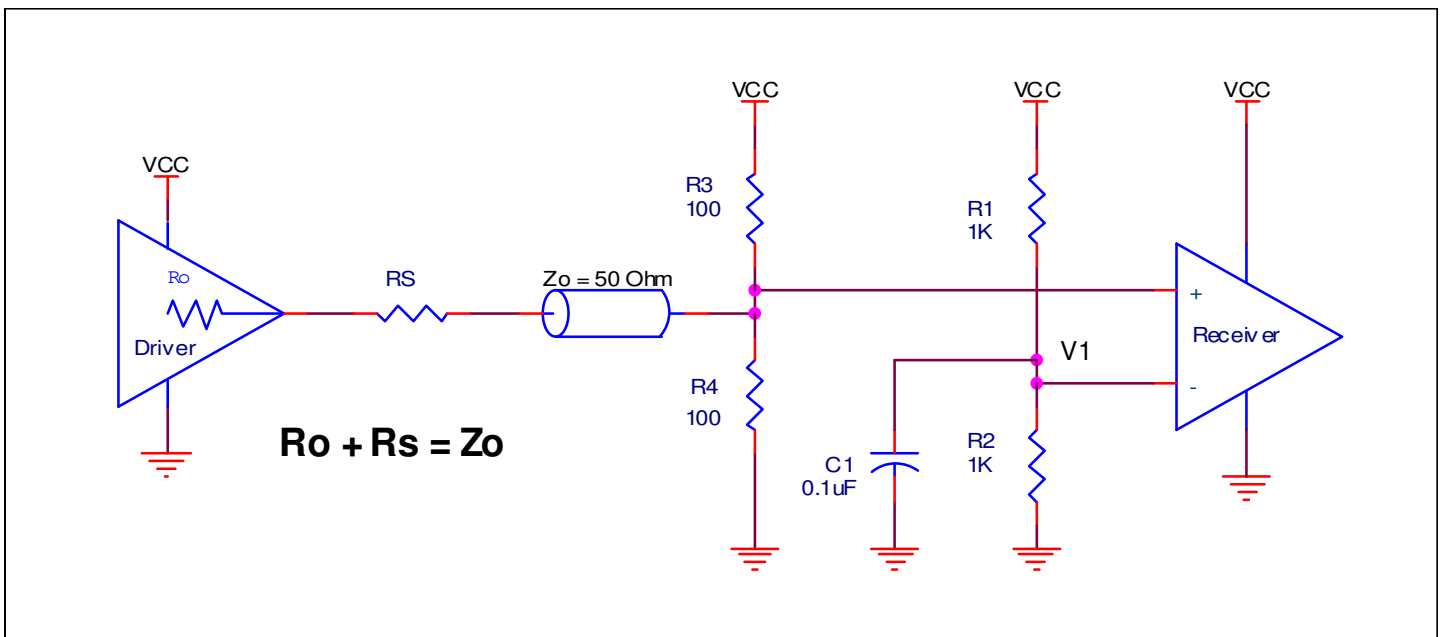 VCC
VCC
VCC
VCC
R3
100
R1
1K
Ro
RS
Zo = 50 Ohm
+
Driver
Receiver
V1
-
R4
100
Ro + Rs = Zo
R2
1K
C1
0.1uF